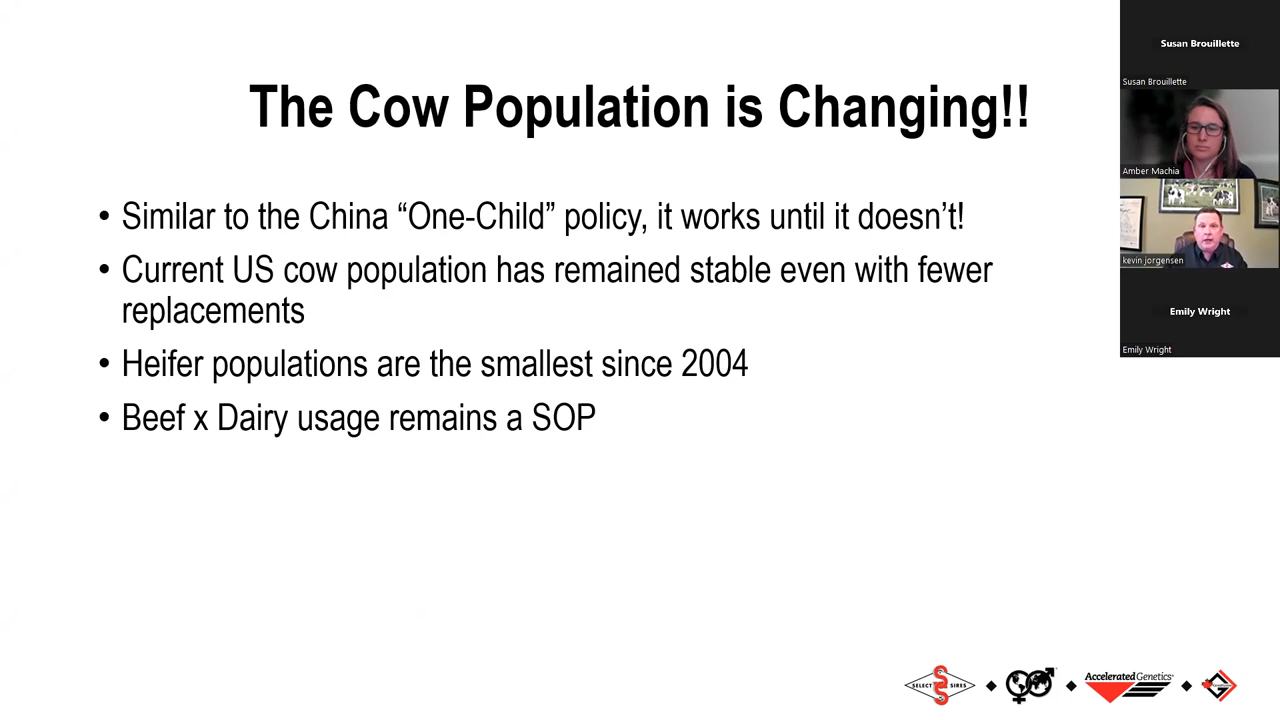 The Cow Population is Changing!!
• Similar to the China “One-Child” policy, it works until it doesn’t!
• Current US cow population has remained stable even with fewer
replacements
• Heifer populations are the smallest since 2004
• Beef x Dairy usage remains a SOP
Susan Brouillette
Susan Brouillette
Amber Machia
kevin jorgensen
Emily Wright
Emily Wright
SELECT SIRES
Accelerated Genetics